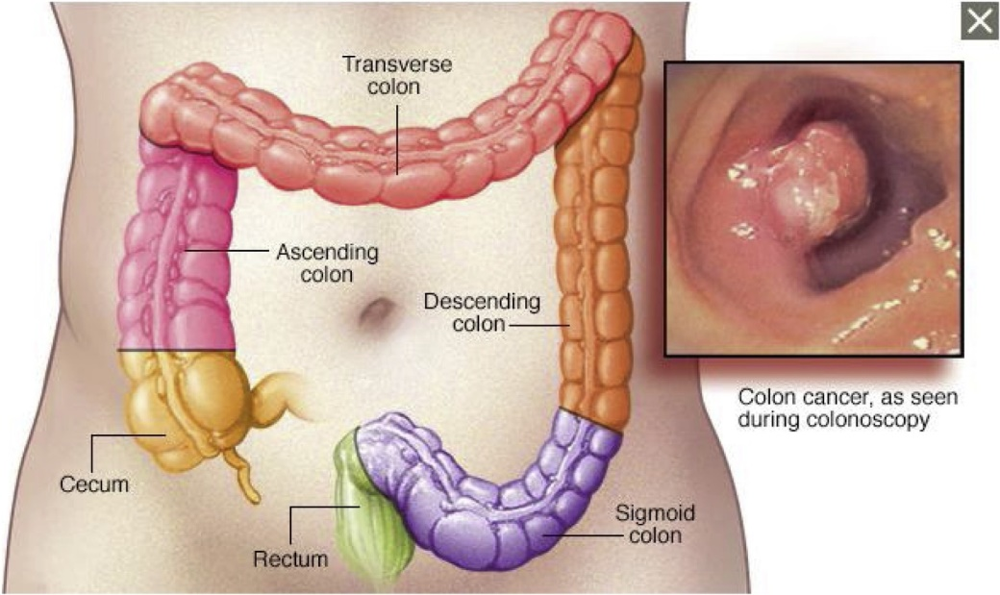 Transverse
colon
Ascending
colon
Descending
colon
Colon cancer, as seen
during colonoscopy
Cecum
Rectum
Sigmoid
colon